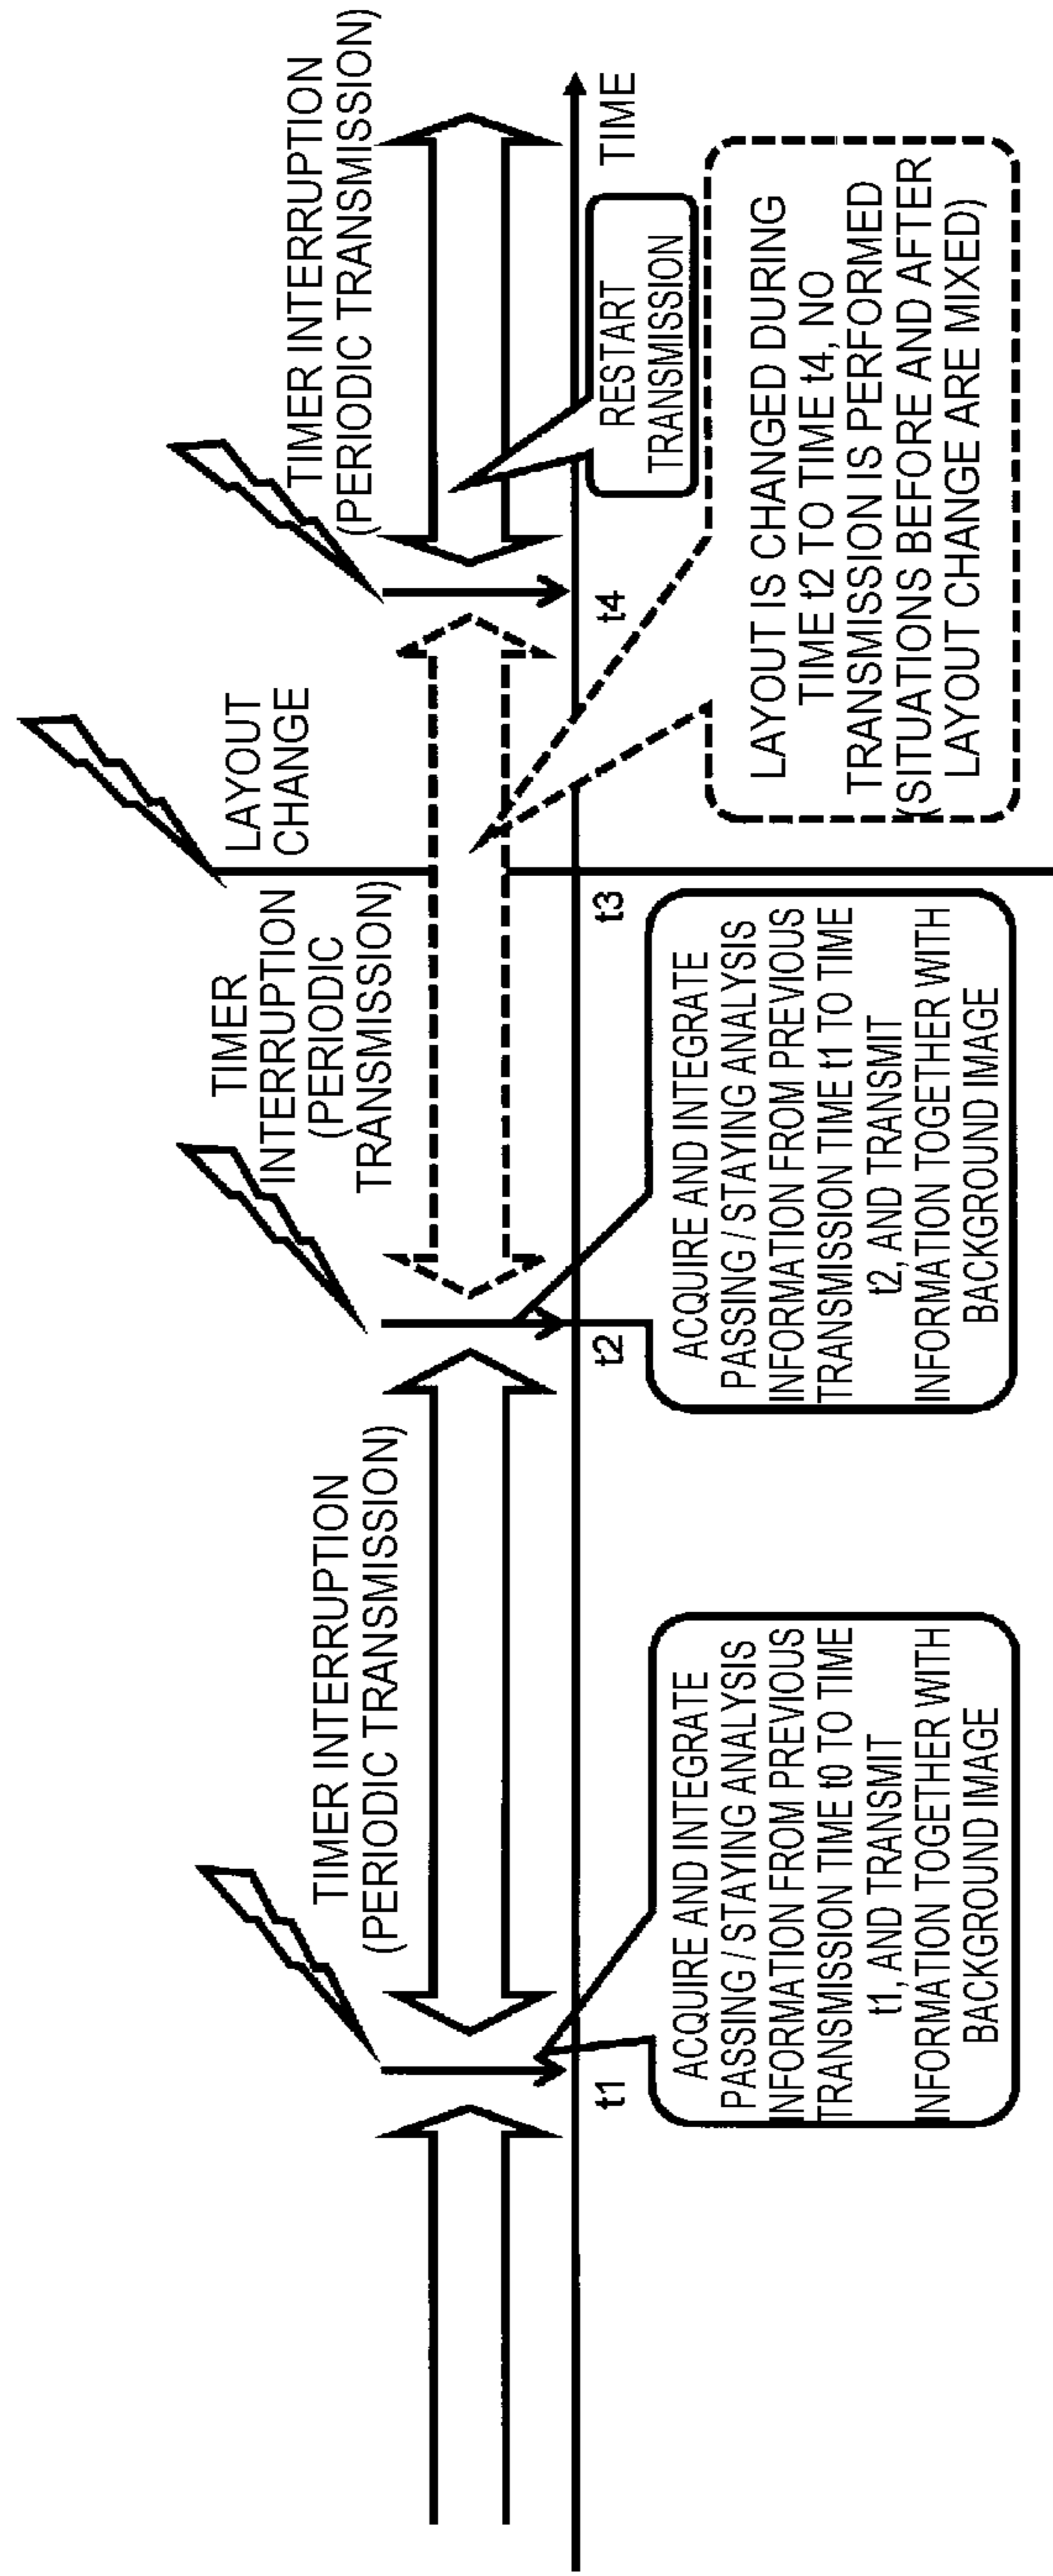 TIMER INTERRUPTION
(PERIODIC TRANSMISSION)
TIMER
INTERRUPTION
(PERIODIC
TRANSMISSION)
LAYOUT
CHANGE
TIMER INTERRUPTION
(PERIODIC TRANSMISSION)
t1
t2
t3
t4
TIME
ACQUIRE AND INTEGRATE
PASSING / STAYING ANALYSIS
INFORMATION FROM PREVIOUS
TRANSMISSION TIME t0 TO TIME
t1, AND TRANSMIT
INFORMATION TOGETHER WITH
BACKGROUND IMAGE
ACQUIRE AND INTEGRATE
PASSING / STAYING ANALYSIS
INFORMATION FROM PREVIOUS
TRANSMISSION TIME t1 TO TIME
t2, AND TRANSMIT
INFORMATION TOGETHER WITH
BACKGROUND IMAGE
RESTART
TRANSMISSION
LAYOUT IS CHANGED DURING
TIME t2 TO TIME t4, NO
TRANSMISSION IS PERFORMED
(SITUATIONS BEFORE AND AFTER
LAYOUT CHANGE ARE MIXED)